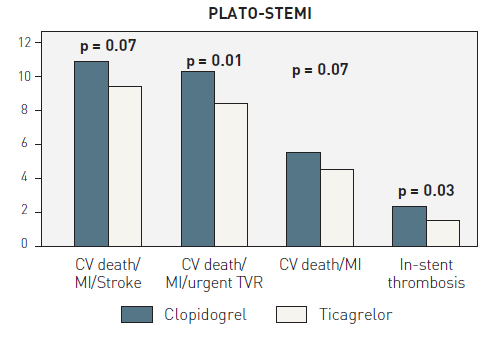 PLATO-STEMI
12
10
8
6
4
2
0
p = 0.07
p = 0.01
p = 0.07
p = 0.03
CV death/
MI/Stroke
CV death/
MI/urgent TVR
CV death/MI
In-stent
thrombosis
Clopidogrel
Ticagrelor